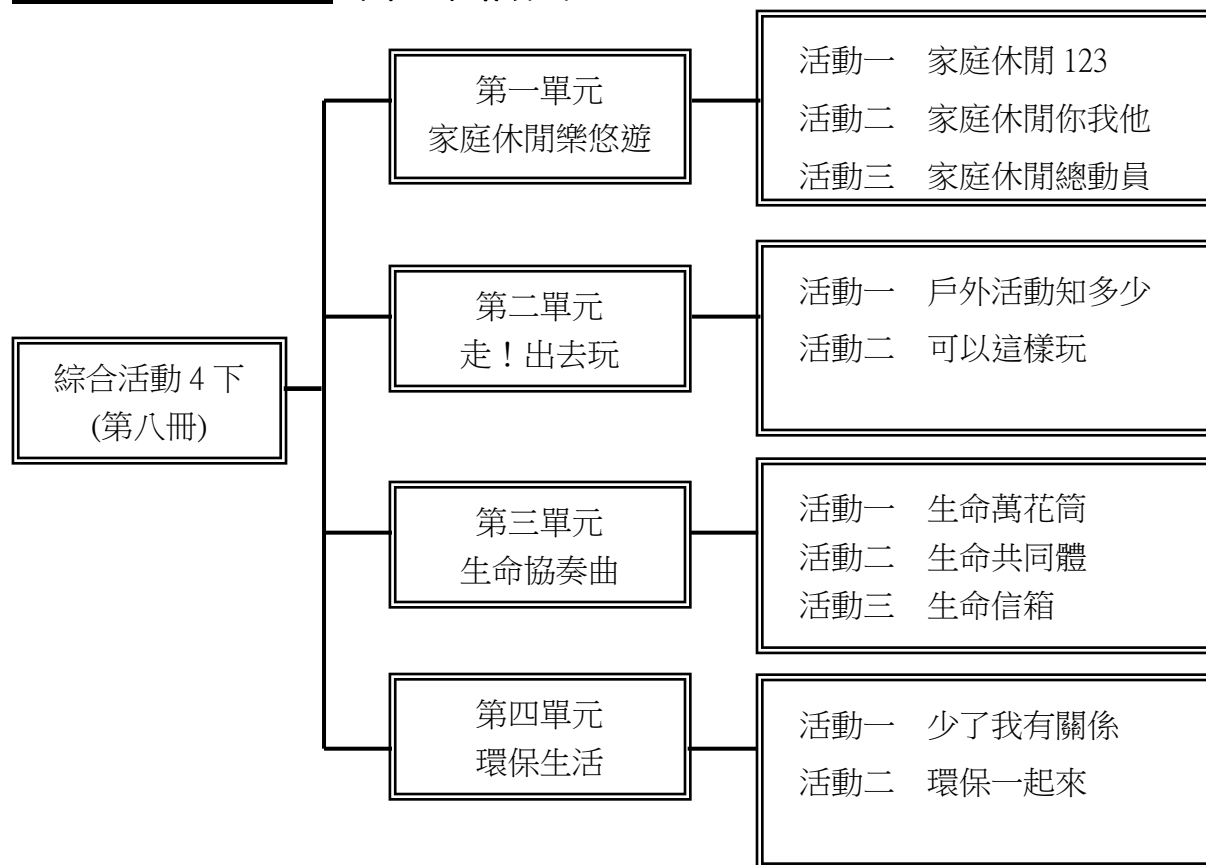 第一單元
家庭休閒樂悠遊
活動一　家庭休閒 123
活動二　家庭休閒你我他
活動三　家庭休閒總動員
第二單元
走！出去玩
活動一　戶外活動知多少
活動二　可以這樣玩
綜合活動 4 下
(第八冊)
第三單元
生命協奏曲
活動一　生命萬花筒
活動二　生命共同體
活動三　生命信箱
第四單元
環保生活
活動一　少了我有關係
活動二　環保一起來